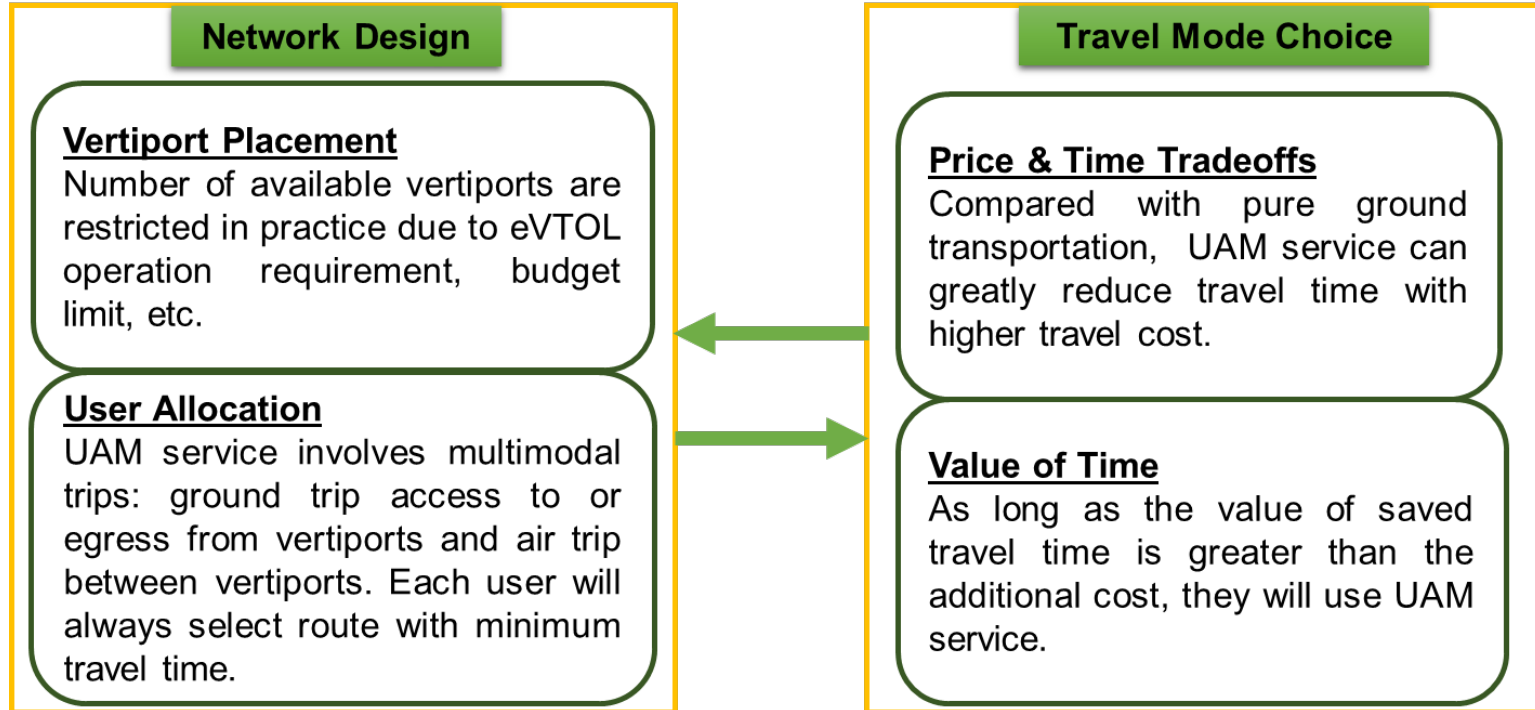 Network Design
Vertiport Placement
Number of available vertiports are
restricted in practice due to eVTOL
operation requirement, budget
limit, etc.
User Allocation
UAM service involves multimodal
trips: ground trip access to or
egress from vertiports and air trip
between vertiports. Each user will
always select route with minimum
travel time.
Travel Mode Choice
Price & Time Tradeoffs
Compared with pure ground
transportation, UAM service can
greatly reduce travel time with
higher travel cost.
Value of Time
As long as the value of saved
travel time is greater than the
additional cost, they will use UAM
service.